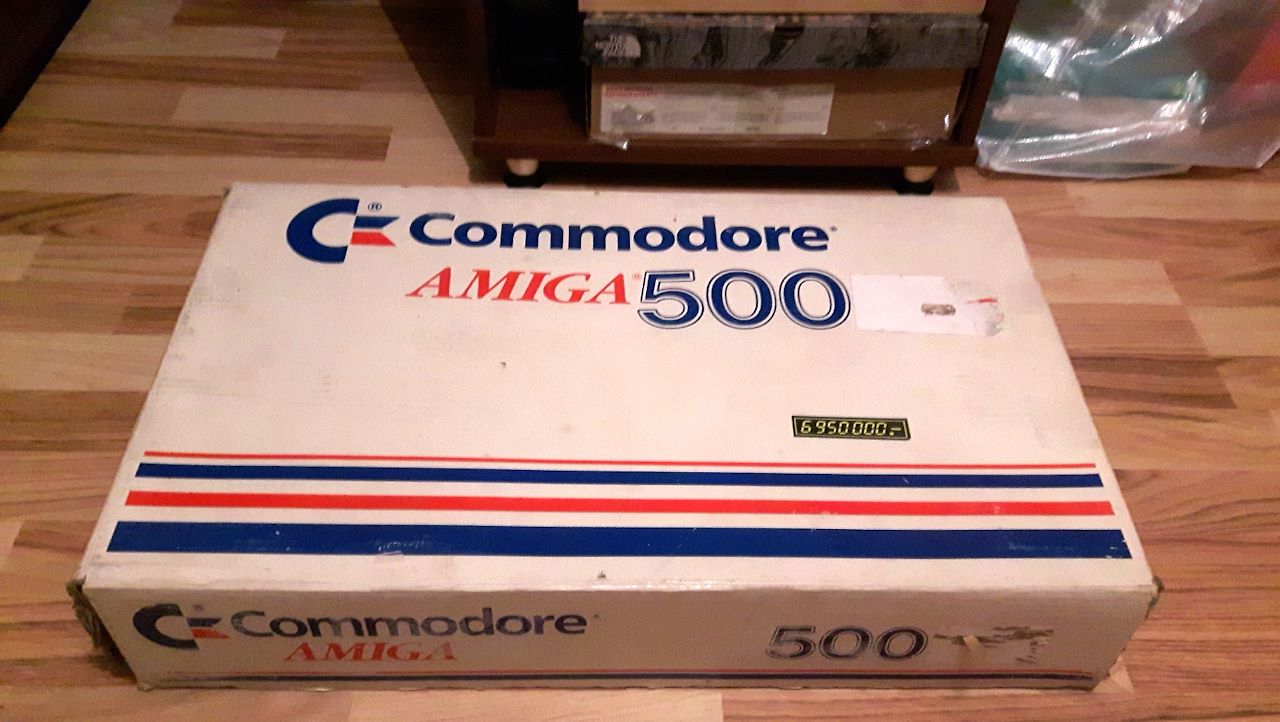 Commodore®
AMIGA® 500
6950000.-
Commodore
AMIGA 500